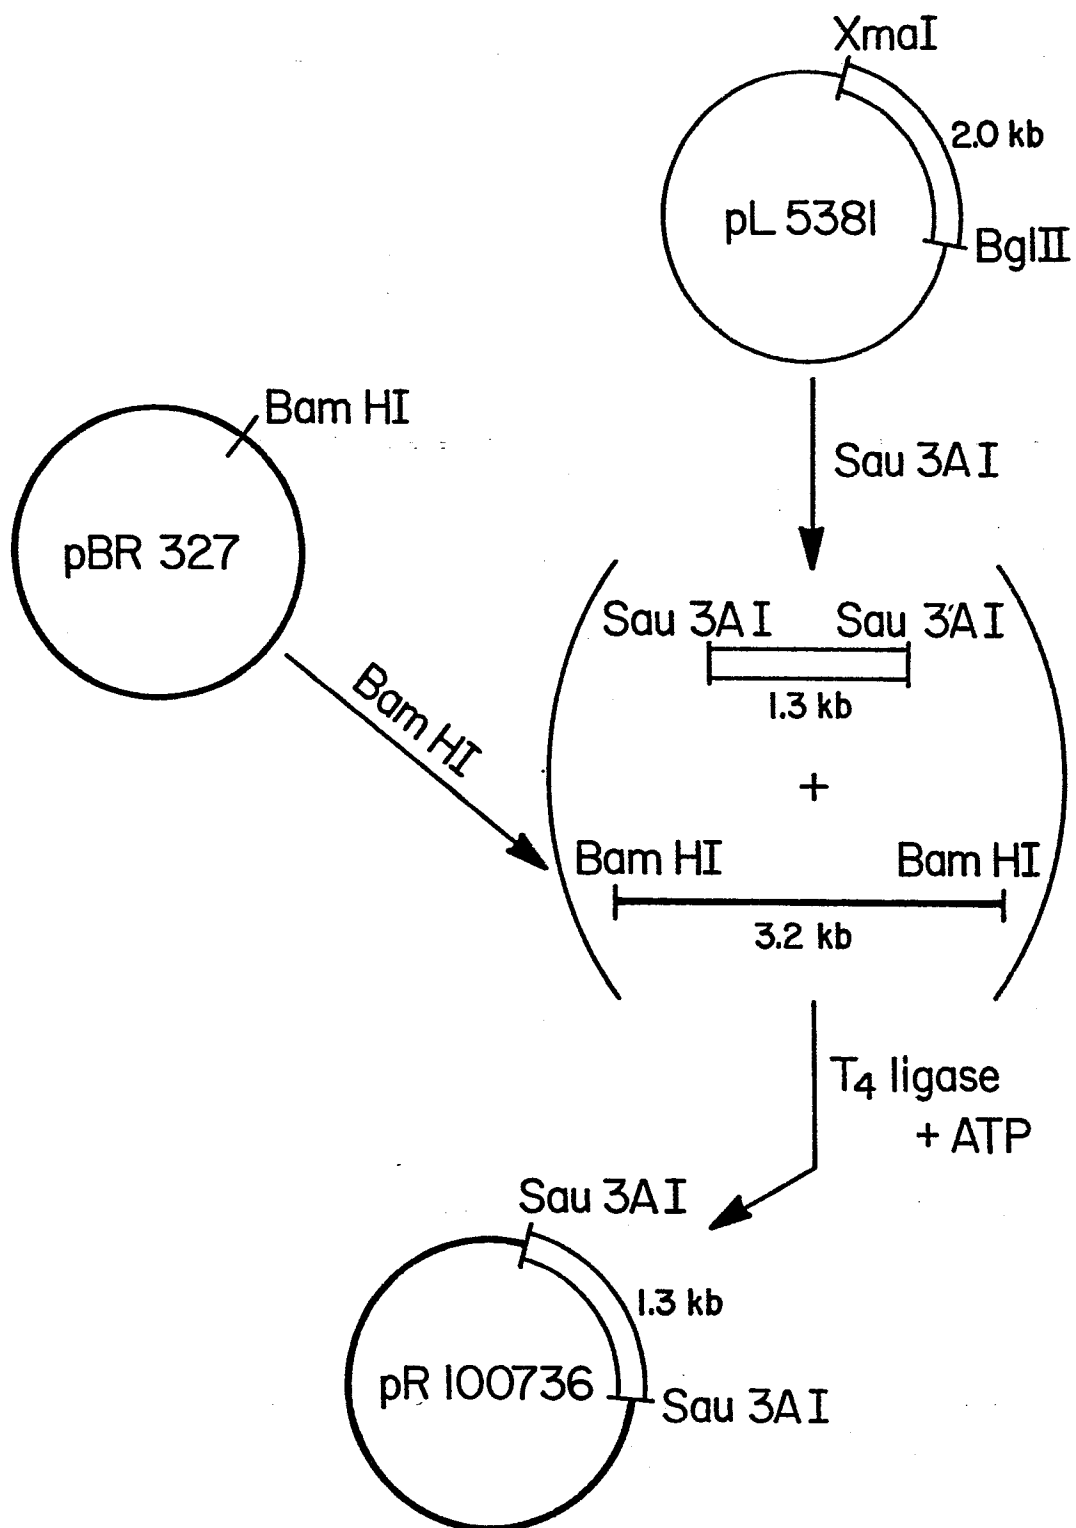 XmaI
2.0 kb
pL 5381
BglII
Bam HI
Sau 3A I
pBR 327
Sau 3A I
Sau 3A I
1.3 kb
Bam HI
+
Bam HI
Bam HI
3.2 kb
T4 ligase
+ ATP
Sau 3A I
1.3 kb
pR 100736
Sau 3A I